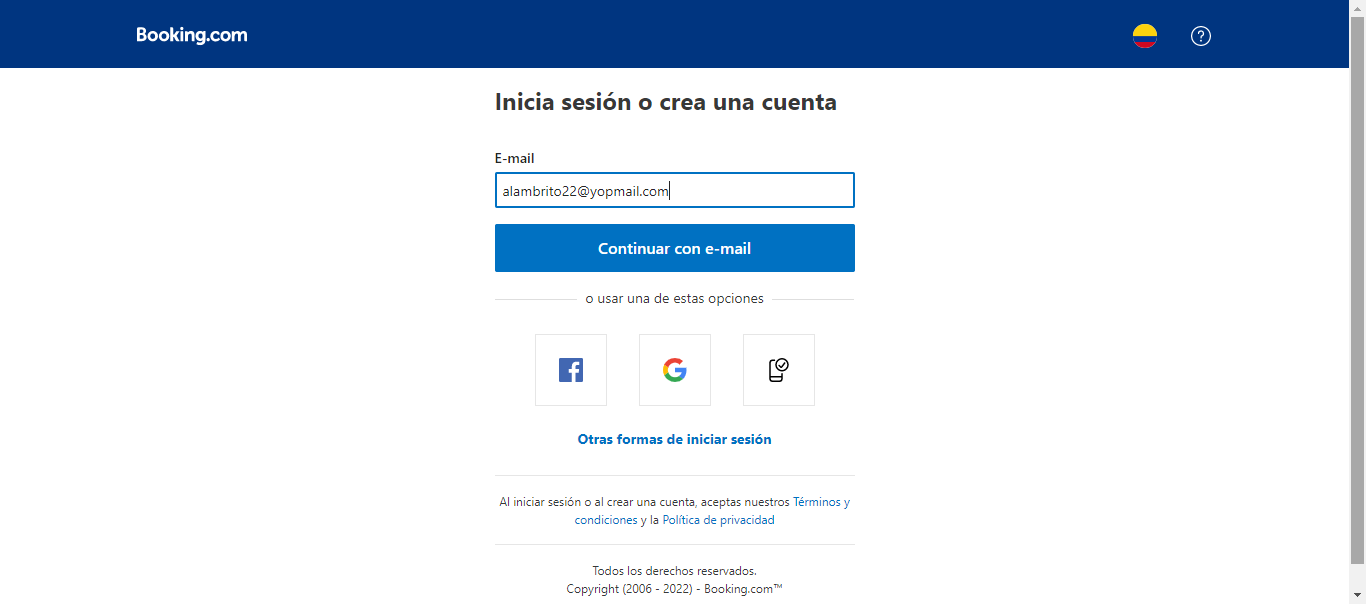 Booking.com
Inicia sesión o crea una cuenta
E-mail
alambrito22@yopmail.com
Continuar con e-mail
o usar una de estas opciones
Otras formas de iniciar sesión
Al iniciar sesión o al crear una cuenta, aceptas nuestros Términos y
condiciones y la Política de privacidad
Todos los derechos reservados.
Copyright (2006 - 2022) - Booking.com™